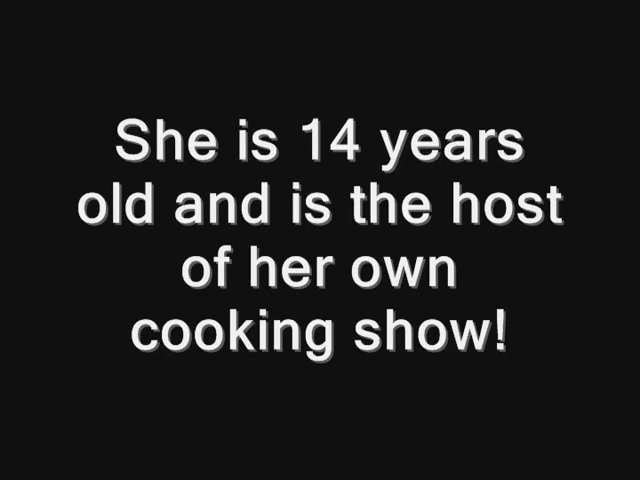 She is 14 years
old and is the host
of her own
cooking show!